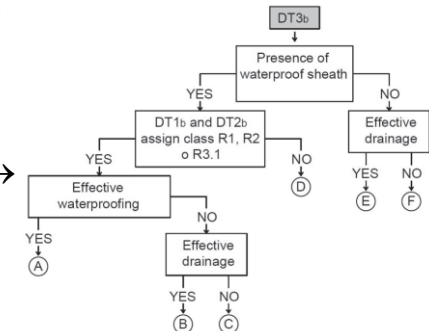 DT3b
Presence of
waterproof sheath
YES
NO
DT1b and DT2b
assign class R1, R2
o R3.1
Effective
drainage
YES
NO
YES
NO
D
E
F
Effective
waterproofing
YES
NO
A
Effective
drainage
YES
NO
B
C